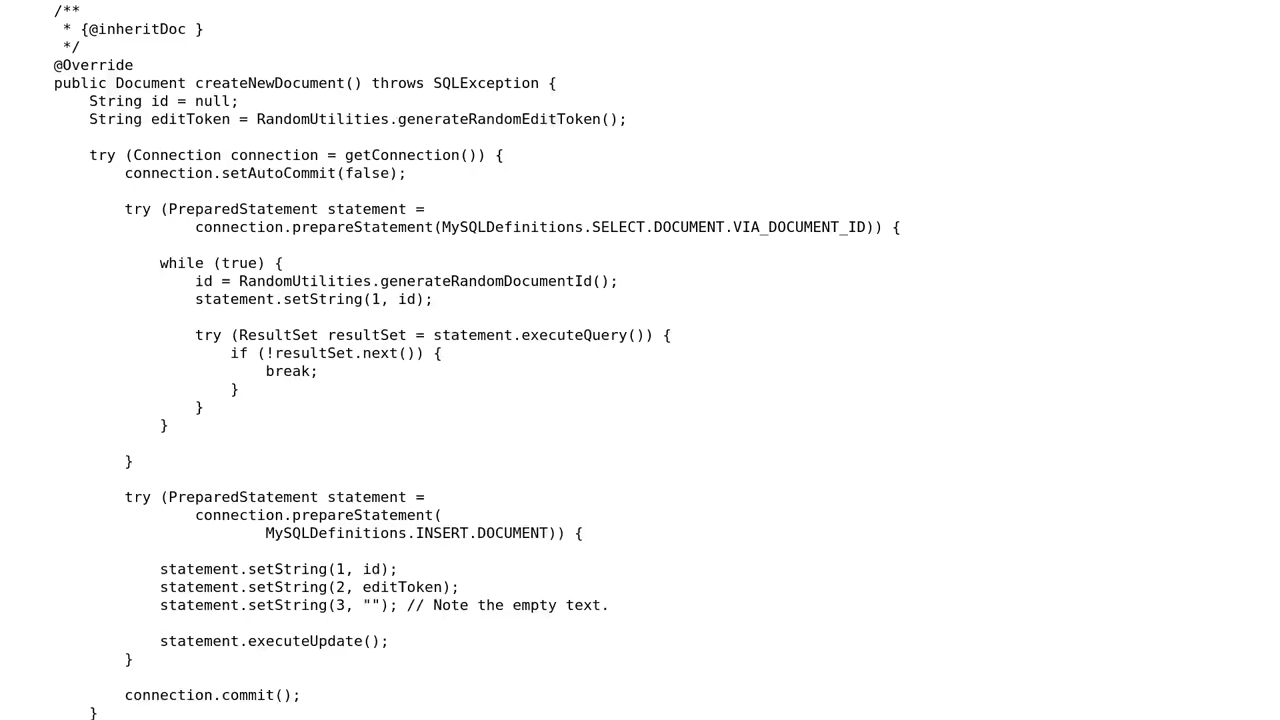 /**
 * {@inheritDoc }
 */
@Override
public Document createNewDocument() throws SQLException {
    String id = null;
    String editToken = RandomUtilities.generateRandomEditToken();

    try (Connection connection = getConnection()) {
        connection.setAutoCommit(false);

        try (PreparedStatement statement =
                connection.prepareStatement(MySQLDefinitions.SELECT.DOCUMENT.VIA_DOCUMENT_ID)) {

            while (true) {
                id = RandomUtilities.generateRandomDocumentId();
                statement.setString(1, id);

                try (ResultSet resultSet = statement.executeQuery()) {
                    if (!resultSet.next()) {
                        break;
                    }
                }
            }

        }

        try (PreparedStatement statement =
                connection.prepareStatement(
                        MySQLDefinitions.INSERT.DOCUMENT)) {

            statement.setString(1, id);
            statement.setString(2, editToken);
            statement.setString(3, ""); // Note the empty text.

            statement.executeUpdate();
        }

        connection.commit();
    }